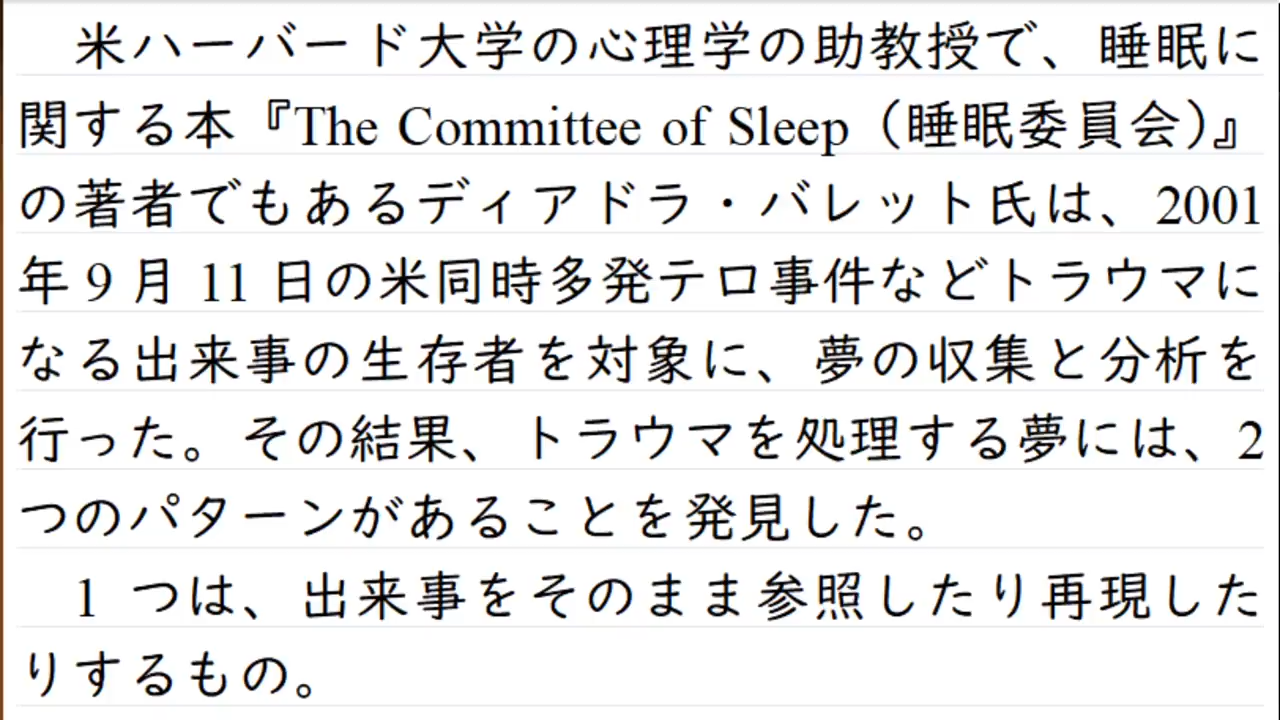 米ハーバード大学の心理学の助教授で、睡眠に
関する本『The Committee of Sleep（睡眠委員会）』
の著者でもあるディアドラ・バレット氏は、2001
年 9 月 11 日の米同時多発テロ事件などトラウマに
なる出来事の生存者を対象に、夢の収集と分析を
行った。その結果、トラウマを処理する夢には、2
つのパターンがあることを発見した。
1 つは、出来事をそのまま参照したり再現した
りするもの。